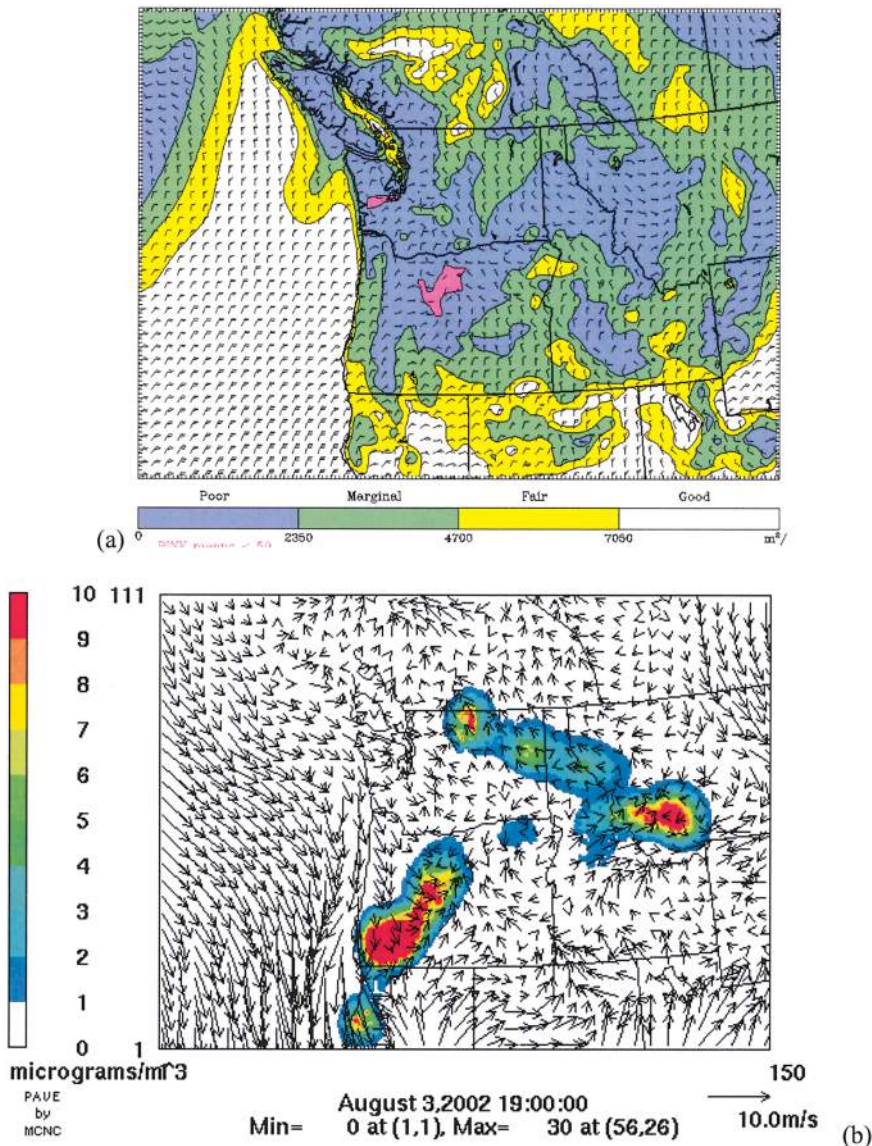 Poor Marginal Fair Good
(a) 0 2350 4700 7050 m²/
10 111
9
8
7
6
5
4
3
2
1
0 1 150
micrograms/m^3
PAVE
by
MCNC
August 3,2002 19:00:00
Min= 0 at (1,1), Max= 30 at (56,26)
10.0m/s
(b)